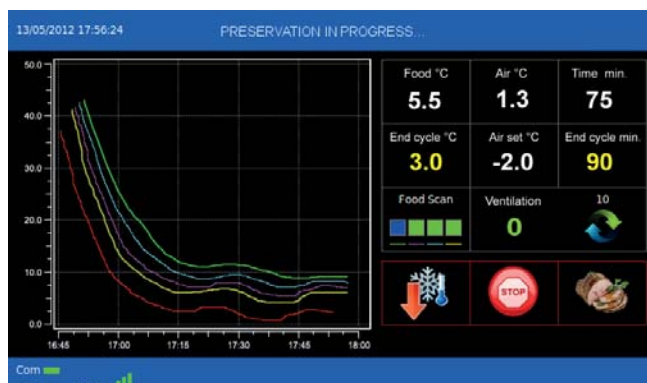 13/05/2012 17:56:24
PRESERVATION IN PROGRESS...
50.0
40.0
30.0
20.0
10.0
0.0
16:45 17:00 17:15 17:30 17:45 18:00
Food °C Air °C Time min.
5.5 1.3 75
End cycle °C Air set °C End cycle min.
3.0 -2.0 90
Food Scan Ventilation 10
0
STOP
Com